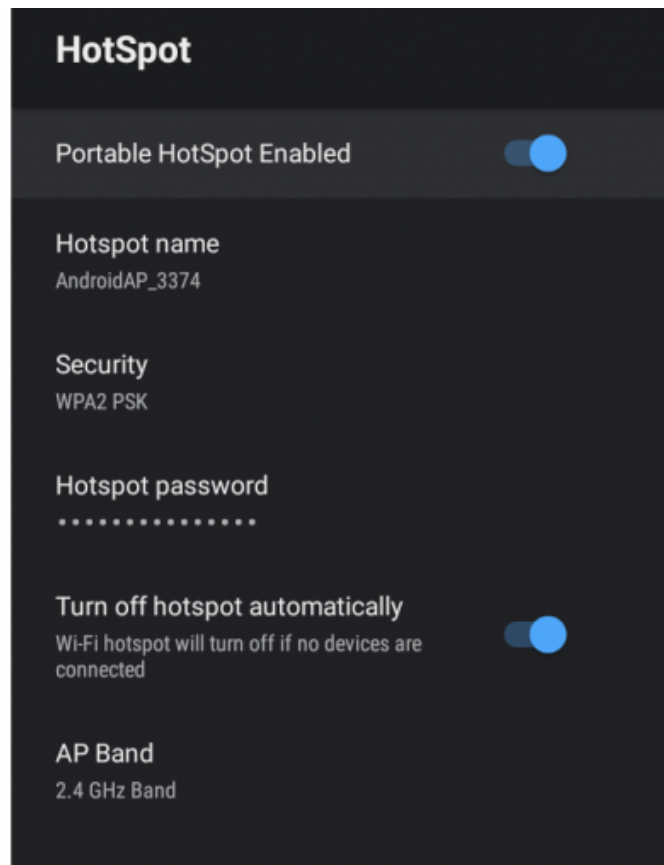 HotSpot
Portable HotSpot Enabled
Hotspot name
AndroidAP_3374
Security
WPA2 PSK
Hotspot password
•••••••••••••••
Turn off hotspot automatically
Wi-Fi hotspot will turn off if no devices are
connected
AP Band
2.4 GHz Band